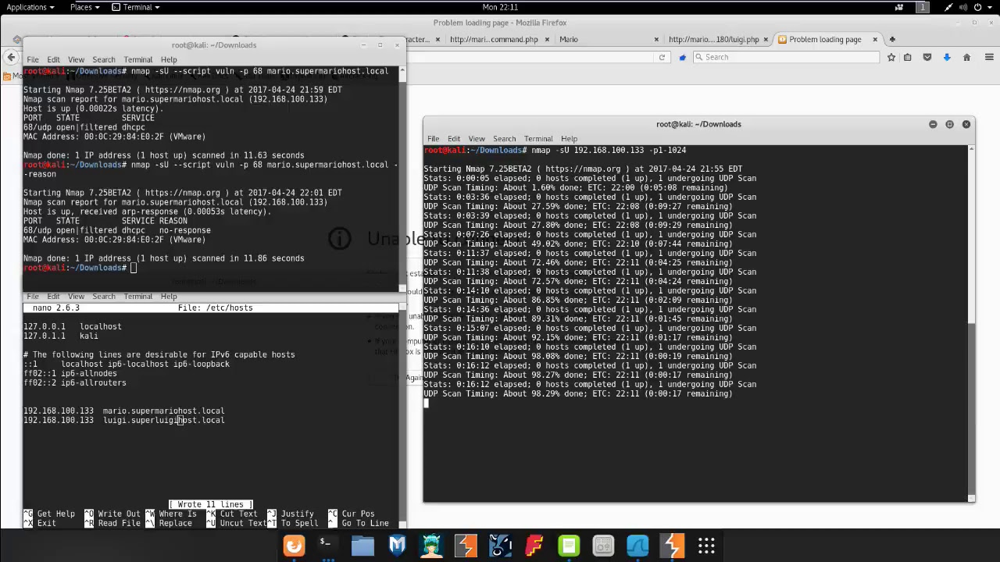 Applications Places Terminal Mon 22:11 1
Problem loading page - Mozilla Firefox
http://mari...command.php Mario http://mario....180/luigi.php Problem loading page
Search
root@kali: ~/Downloads
File Edit View Search Terminal Help
root@kali:~/Downloads# nmap -sU --script vuln -p 68 mario.supermariohost.local
Starting Nmap 7.25BETA2 ( https://nmap.org ) at 2017-04-24 21:59 EDT
Nmap scan report for mario.supermariohost.local (192.168.100.133)
Host is up (0.00022s latency).
PORT STATE SERVICE
68/udp open|filtered dhcpc
MAC Address: 00:0C:29:84:E0:2F (VMware)
Nmap done: 1 IP address (1 host up) scanned in 11.63 seconds
root@kali:~/Downloads# nmap -sU --script vuln -p 68 mario.supermariohost.local -
-reason
Starting Nmap 7.25BETA2 ( https://nmap.org ) at 2017-04-24 22:01 EDT
Nmap scan report for mario.supermariohost.local (192.168.100.133)
Host is up, received arp-response (0.00053s latency).
PORT STATE SERVICE REASON
68/udp open|filtered dhcpc no-response
MAC Address: 00:0C:29:84:E0:2F (VMware)
Nmap done: 1 IP address (1 host up) scanned in 11.86 seconds
root@kali:~/Downloads#
root@kali: ~/Downloads
File Edit View Search Terminal Help
GNU nano 2.6.3 File: /etc/hosts
127.0.0.1 localhost
127.0.1.1 kali
# The following lines are desirable for IPv6 capable hosts
::1 localhost ip6-localhost ip6-loopback
ff02::1 ip6-allnodes
ff02::2 ip6-allrouters
192.168.100.133 mario.supermariohost.local
192.168.100.133 luigi.superluigihost.local
[ Wrote 11 lines ]
^G Get Help ^O Write Out ^W Where Is ^K Cut Text ^J Justify ^C Cur Pos
^X Exit ^R Read File ^\ Replace ^U Uncut Text ^T To Spell ^_ Go To Line
root@kali: ~/Downloads
File Edit View Search Terminal Help
root@kali:~/Downloads# nmap -sU 192.168.100.133 -p1-1024
Starting Nmap 7.25BETA2 ( https://nmap.org ) at 2017-04-24 21:55 EDT
Stats: 0:00:05 elapsed; 0 hosts completed (1 up), 1 undergoing UDP Scan
UDP Scan Timing: About 1.60% done; ETC: 22:00 (0:05:08 remaining)
Stats: 0:03:36 elapsed; 0 hosts completed (1 up), 1 undergoing UDP Scan
UDP Scan Timing: About 27.59% done; ETC: 22:08 (0:09:27 remaining)
Stats: 0:03:39 elapsed; 0 hosts completed (1 up), 1 undergoing UDP Scan
UDP Scan Timing: About 27.80% done; ETC: 22:08 (0:09:29 remaining)
Stats: 0:07:26 elapsed; 0 hosts completed (1 up), 1 undergoing UDP Scan
UDP Scan Timing: About 49.02% done; ETC: 22:10 (0:07:44 remaining)
Stats: 0:11:37 elapsed; 0 hosts completed (1 up), 1 undergoing UDP Scan
UDP Scan Timing: About 72.46% done; ETC: 22:11 (0:04:25 remaining)
Stats: 0:11:38 elapsed; 0 hosts completed (1 up), 1 undergoing UDP Scan
UDP Scan Timing: About 72.57% done; ETC: 22:11 (0:04:24 remaining)
Stats: 0:14:10 elapsed; 0 hosts completed (1 up), 1 undergoing UDP Scan
UDP Scan Timing: About 86.85% done; ETC: 22:11 (0:02:09 remaining)
Stats: 0:14:36 elapsed; 0 hosts completed (1 up), 1 undergoing UDP Scan
UDP Scan Timing: About 89.31% done; ETC: 22:11 (0:01:45 remaining)
Stats: 0:15:07 elapsed; 0 hosts completed (1 up), 1 undergoing UDP Scan
UDP Scan Timing: About 92.15% done; ETC: 22:11 (0:01:17 remaining)
Stats: 0:16:10 elapsed; 0 hosts completed (1 up), 1 undergoing UDP Scan
UDP Scan Timing: About 98.08% done; ETC: 22:11 (0:00:19 remaining)
Stats: 0:16:12 elapsed; 0 hosts completed (1 up), 1 undergoing UDP Scan
UDP Scan Timing: About 98.27% done; ETC: 22:11 (0:00:17 remaining)
Stats: 0:16:12 elapsed; 0 hosts completed (1 up), 1 undergoing UDP Scan
UDP Scan Timing: About 98.29% done; ETC: 22:11 (0:00:17 remaining)